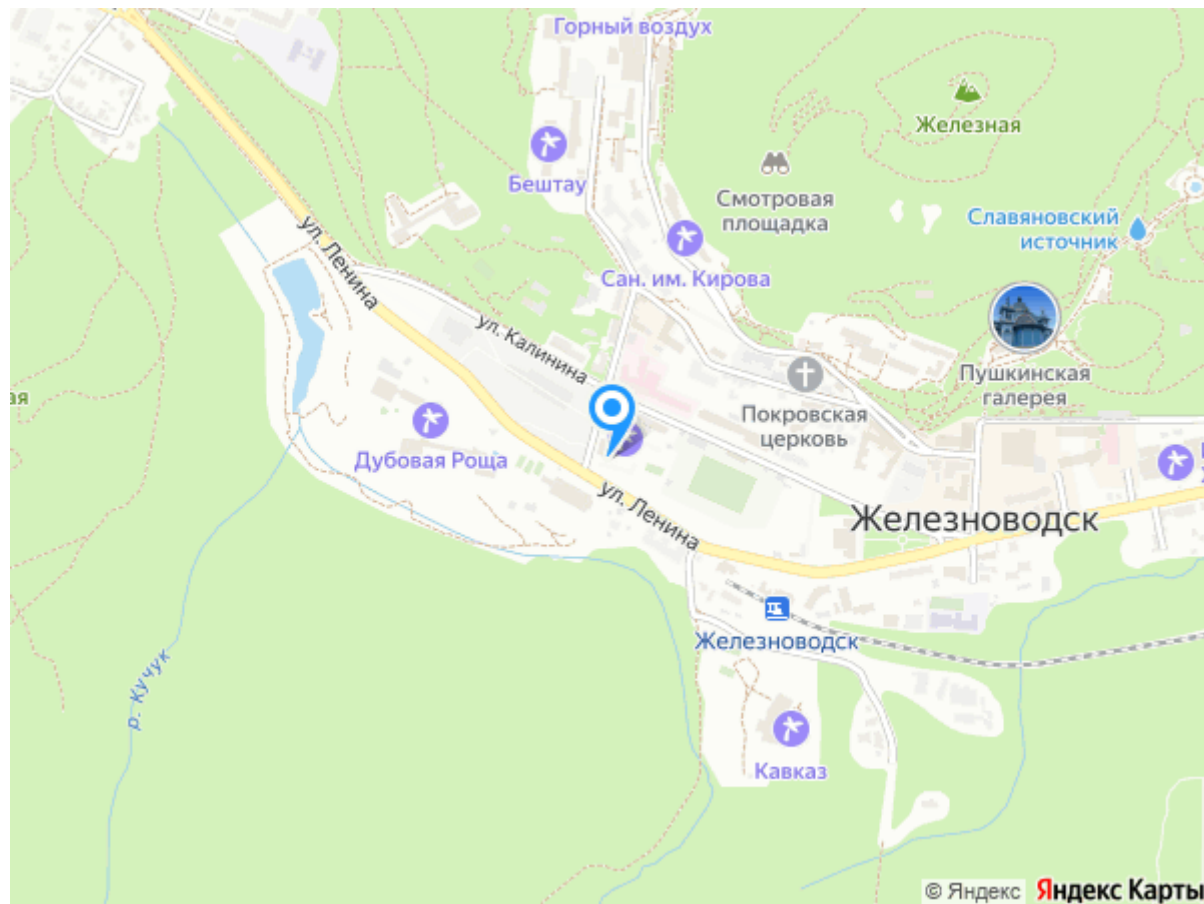 Горный воздух
Железная
Бештау
Смотровая
площадка
Славяновский
источник
ул. Ленина
Сан. им. Кирова
ул. Калинина
Пушкинская
галерея
ая
Покровская
церковь
Дубовая Роща
ул. Ленина
Железноводск
Железноводск
р. Кучук
Кавказ
© Яндекс Яндекс Карты